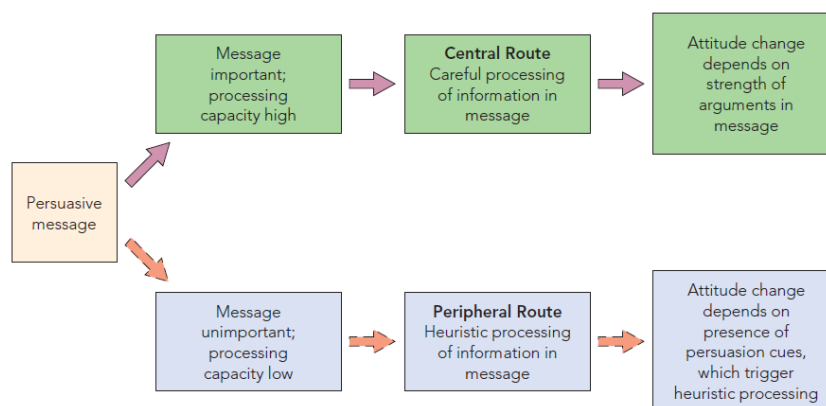 Message
important;
processing
capacity high
Central Route
Careful processing
of information in
message
Attitude change
depends on
strength of
arguments in
message
Persuasive
message
Message
unimportant;
processing
capacity low
Peripheral Route
Heuristic processing
of information in
message
Attitude change
depends on
presence of
persuasion cues,
which trigger
heuristic processing